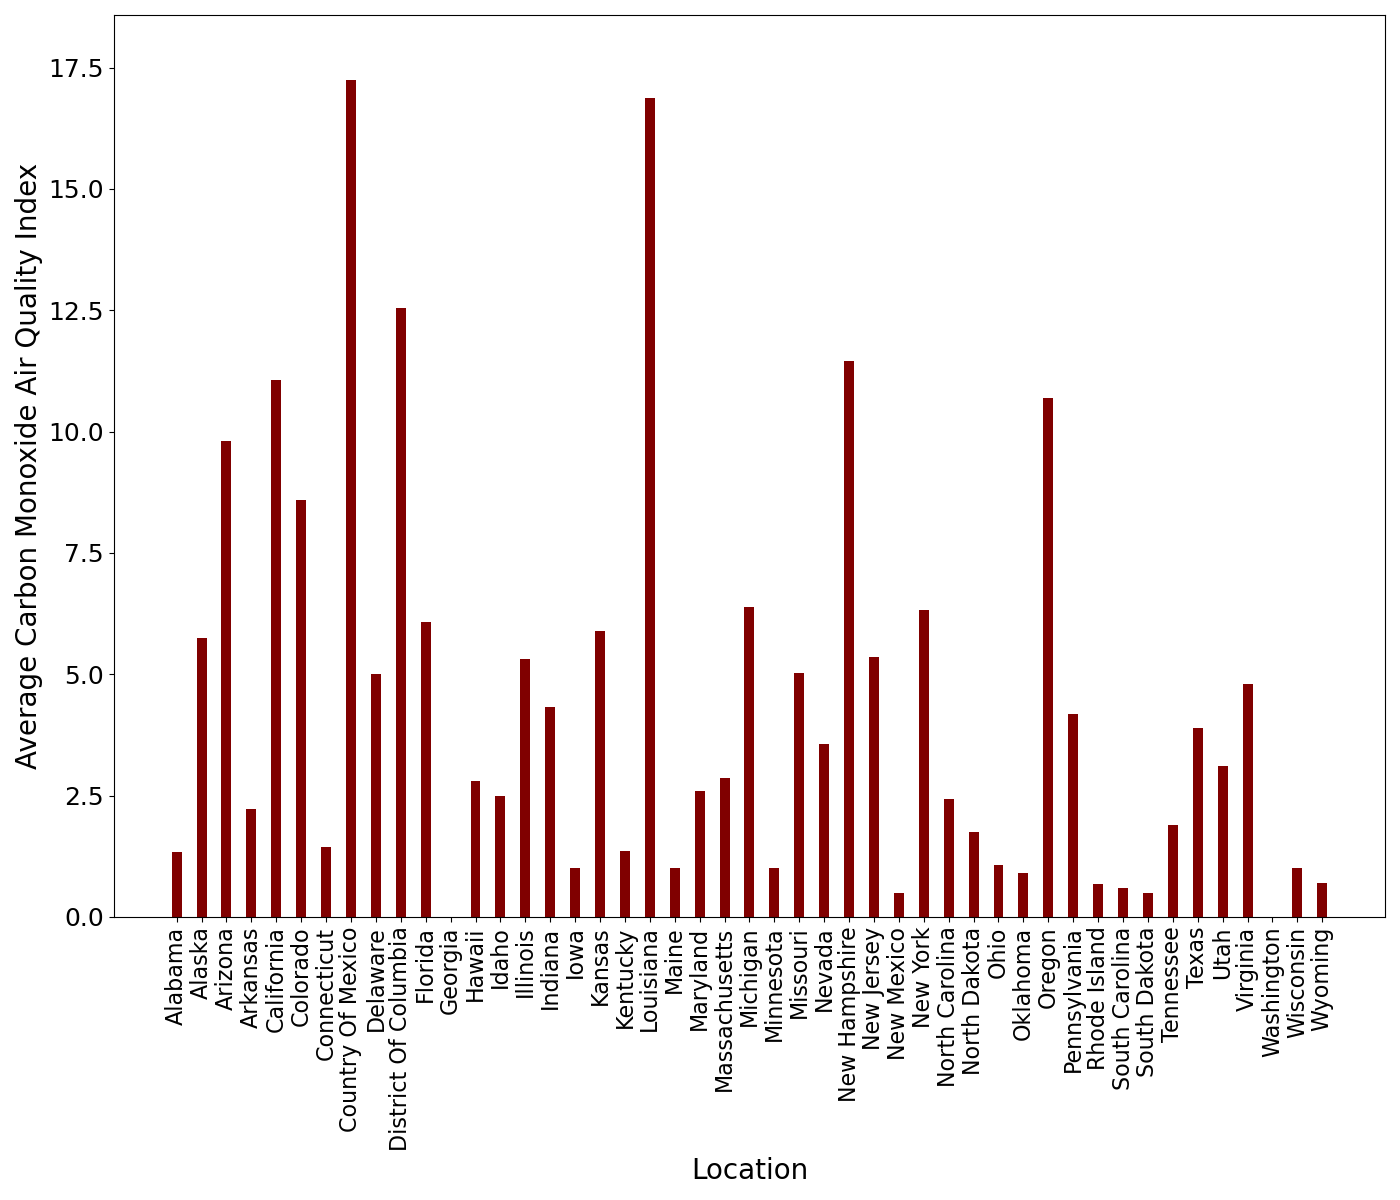 Average Carbon Monoxide Air Quality Index
17.5
15.0
12.5
10.0
7.5
5.0
2.5
0.0
Alabama
Alaska
Arizona
Arkansas
California
Colorado
Connecticut
Country Of Mexico
Delaware
District Of Columbia
Florida
Georgia
Hawaii
Idaho
Illinois
Indiana
Iowa
Kansas
Kentucky
Louisiana
Maine
Maryland
Massachusetts
Michigan
Minnesota
Missouri
Nevada
New Hampshire
New Jersey
New Mexico
New York
North Carolina
North Dakota
Ohio
Oklahoma
Oregon
Pennsylvania
Rhode Island
South Carolina
South Dakota
Tennessee
Texas
Utah
Virginia
Washington
Wisconsin
Wyoming
Location